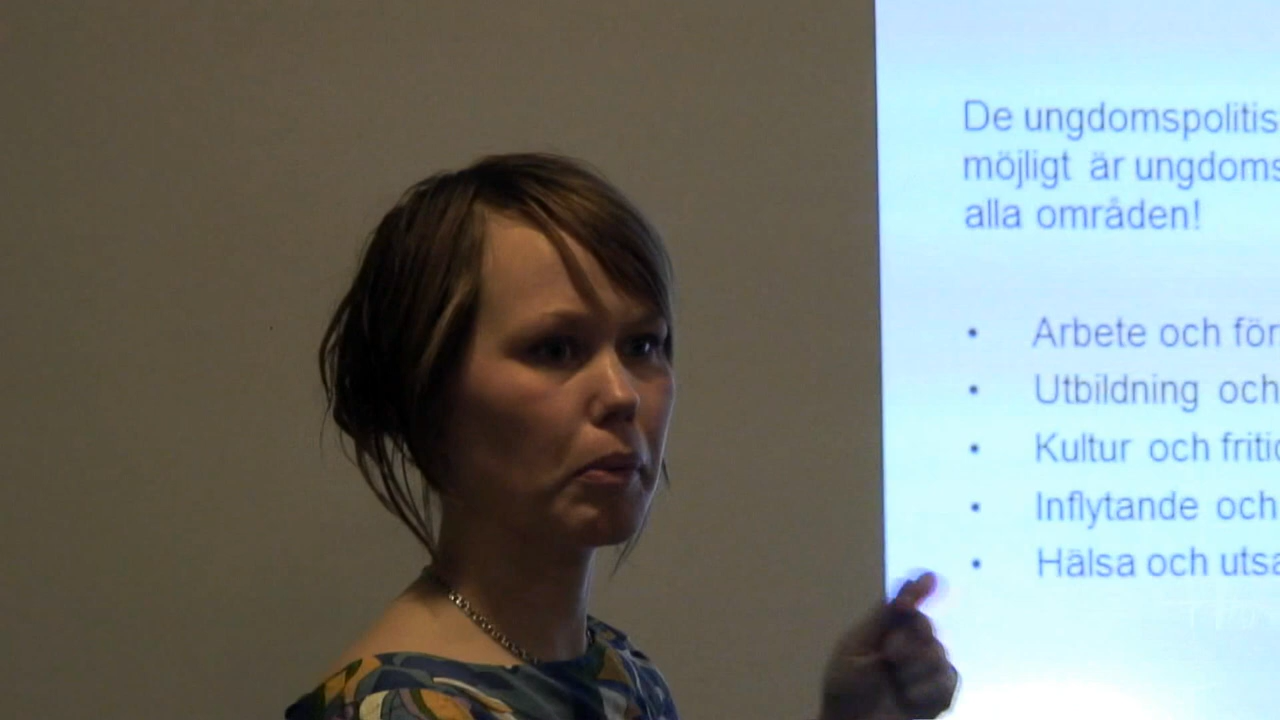 De ungdomspolitis
möjligt är ungdoms
alla områden!
• Arbete och för
• Utbildning och
• Kultur och fritid
• Inflytande och
• Hälsa och utsa